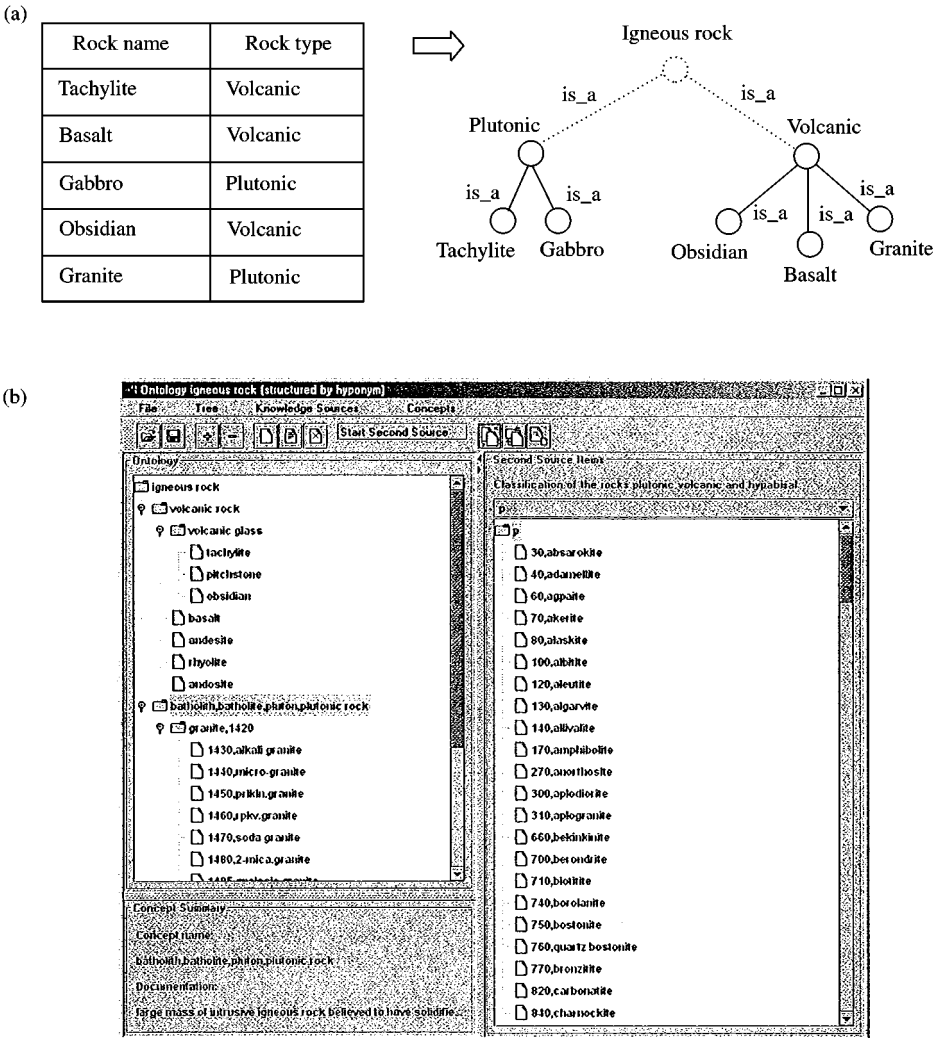 (a)
Rock name Rock type
Tachylite Volcanic
Basalt Volcanic
Gabbro Plutonic
Obsidian Volcanic
Granite Plutonic
Igneous rock
is_a is_a
Plutonic Volcanic
is_a is_a is_a is_a is_a
Tachylite Gabbro Obsidian Basalt Granite
(b)
Ontology igneous rock (structured by hyponym)
File Tree Knowledge Sources Concepts
Start Second Source
Ontology
igneous rock
volcanic rock
volcanic glass
tachylite
pitchstone
obsidian
basalt
andesite
rhyolite
andosite
batholith,batholite,pluton,plutonic rock
granite,1420
1430,alkali granite
1440,micro-granite
1450,prikln.granite
1460,rpkv.granite
1470,soda granite
1480,2-mica.granite
Concept Summary
Concept name:
batholith,batholite,pluton,plutonic rock
Documentation:
large mass of intrusive igneous rock believed to have solidifie...
Second Source Items
Classification of the rocks plutonic volcanic and hypabisal
p
p
30,absarokite
40,adamellite
60,agpaite
70,akerite
80,alaskite
100,albitite
120,aleutite
130,algarvite
140,allivalite
170,amphibolite
270,anorthosite
300,aplodiorite
310,aplogranite
660,bekinkinite
700,berondrite
710,biotitite
740,borolanite
750,bostonite
760,quartz bostonite
770,bronzitite
820,carbonatite
840,charnockite